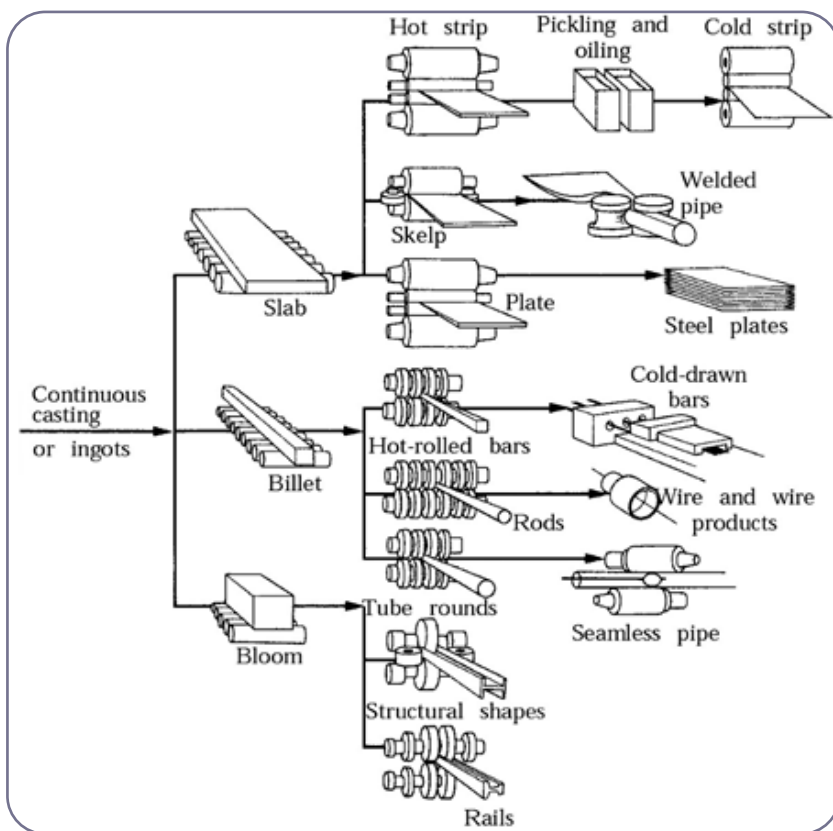 Hot strip
Pickling and
oiling
Cold strip
Skelp
Welded
pipe
Slab
Plate
Steel plates
Continuous
casting
or ingots
Billet
Hot-rolled bars
Cold-drawn
bars
Rods
Wire and wire
products
Tube rounds
Seamless pipe
Bloom
Structural shapes
Rails